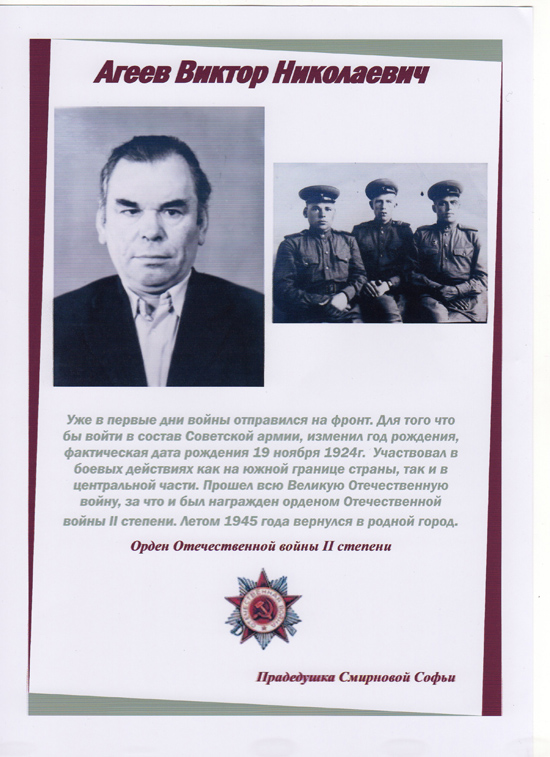 Агеев Виктор Николаевич
Уже в первые дни войны отправился на фронт. Для того что
бы войти в состав Советской армии, изменил год рождения,
фактическая дата рождения 19 ноября 1924г.  Участвовал в
боевых действиях как на южной границе страны, так и в
центральной части. Прошел всю Великую Отечественную
войну, за что и был награжден орденом Отечественной
войны II степени. Летом 1945 года вернулся в родной город.
Орден Отечественной войны II степени
ОТЕЧЕСТВЕННАЯ ВОЙНА
Прадедушка Смирновой Софьи